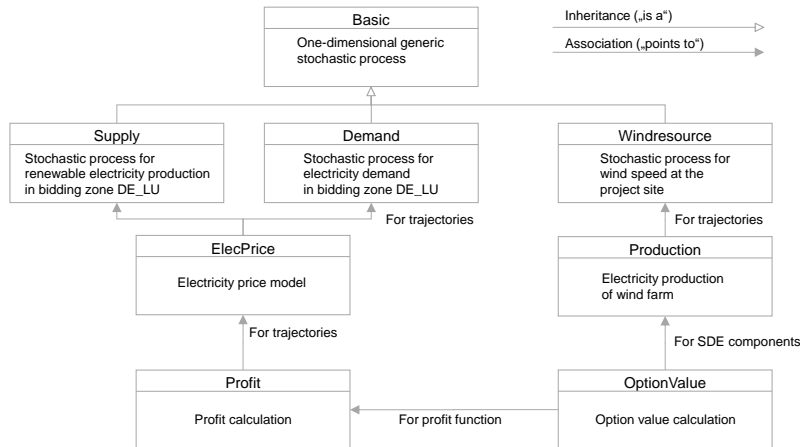 Basic
One-dimensional generic
stochastic process
Inheritance („is a“)
Association („points to“)
Supply
Stochastic process for
renewable electricity production
in bidding zone DE_LU
Demand
Stochastic process for
electricity demand
in bidding zone DE_LU
Windresource
Stochastic process for
wind speed at the
project site
For trajectories
For trajectories
ElecPrice
Electricity price model
Production
Electricity production
of wind farm
For trajectories
For SDE components
Profit
Profit calculation
For profit function
OptionValue
Option value calculation